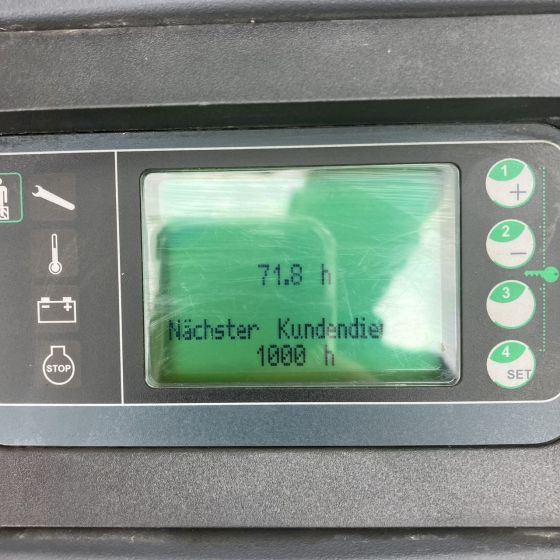 71.8 h
Nächster Kundendie
1000 h
1
+
2
−
3
4
SET
- +
STOP